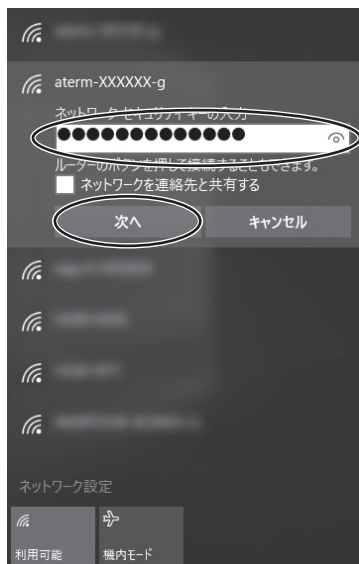 aterm-XXXXXX-g
ネットワーク セキュリティ キーの入力
●●●●●●●●●●●●●
ルーターのボタンを押して接続することもできます。
ネットワークを連絡先と共有する
次へ
キャンセル
ネットワーク設定
利用可能
機内モード